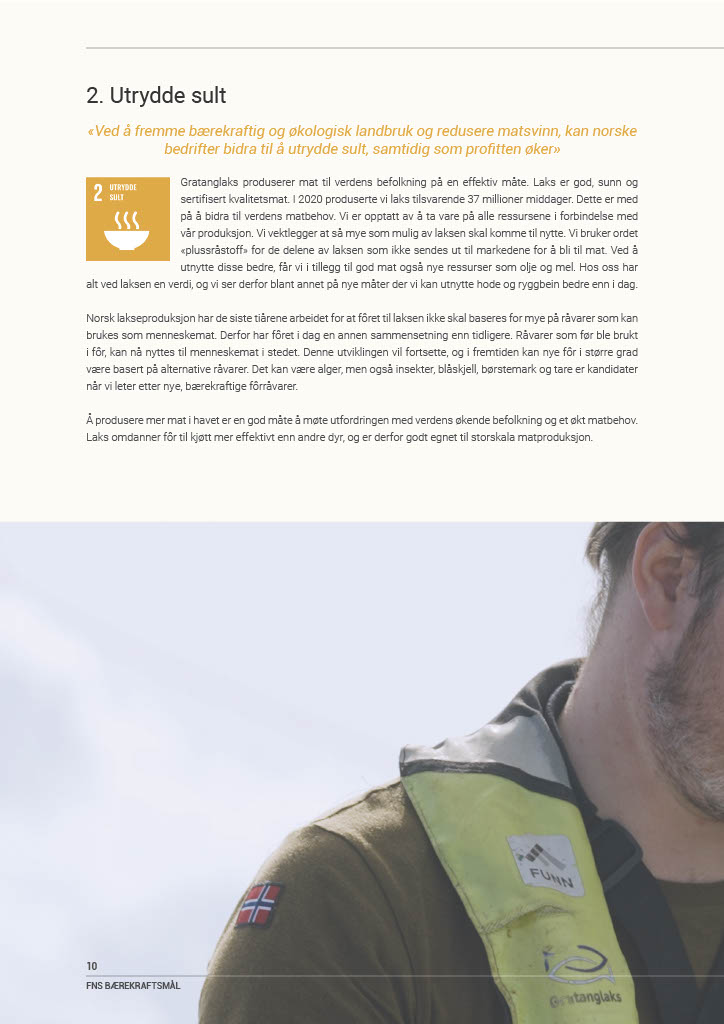 2. Utrydde sult
«Ved å fremme bærekraftig og økologisk landbruk og redusere matsvinn, kan norske
bedrifter bidra til å utrydde sult, samtidig som profitten øker»
2 UTRYDDE
SULT
Gratanglaks produserer mat til verdens befolkning på en effektiv måte. Laks er god, sunn og
sertifisert kvalitetsmat. I 2020 produserte vi laks tilsvarende 37 millioner middager. Dette er med
på å bidra til verdens matbehov. Vi er opptatt av å ta vare på alle ressursene i forbindelse med
vår produksjon. Vi vektlegger at så mye som mulig av laksen skal komme til nytte. Vi bruker ordet
«plussråstoff» for de delene av laksen som ikke sendes ut til markedene for å bli til mat. Ved å
utnytte disse bedre, får vi i tillegg til god mat også nye ressurser som olje og mel. Hos oss har
alt ved laksen en verdi, og vi ser derfor blant annet på nye måter der vi kan utnytte hode og ryggbein bedre enn i dag.
Norsk lakseproduksjon har de siste tiårene arbeidet for at fôret til laksen ikke skal baseres for mye på råvarer som kan
brukes som menneskemat. Derfor har fôret i dag en annen sammensetning enn tidligere. Råvarer som før ble brukt
i fôr, kan nå nyttes til menneskemat i stedet. Denne utviklingen vil fortsette, og i fremtiden kan nye fôr i større grad
være basert på alternative råvarer. Det kan være alger, men også insekter, blåskjell, børstemark og tare er kandidater
når vi leter etter nye, bærekraftige fôrråvarer.
Å produsere mer mat i havet er en god måte å møte utfordringen med verdens økende befolkning og et økt matbehov.
Laks omdanner fôr til kjøtt mer effektivt enn andre dyr, og er derfor godt egnet til storskala matproduksjon.
FUNN
Gratanglaks
10
FNS BÆREKRAFTSMÅL